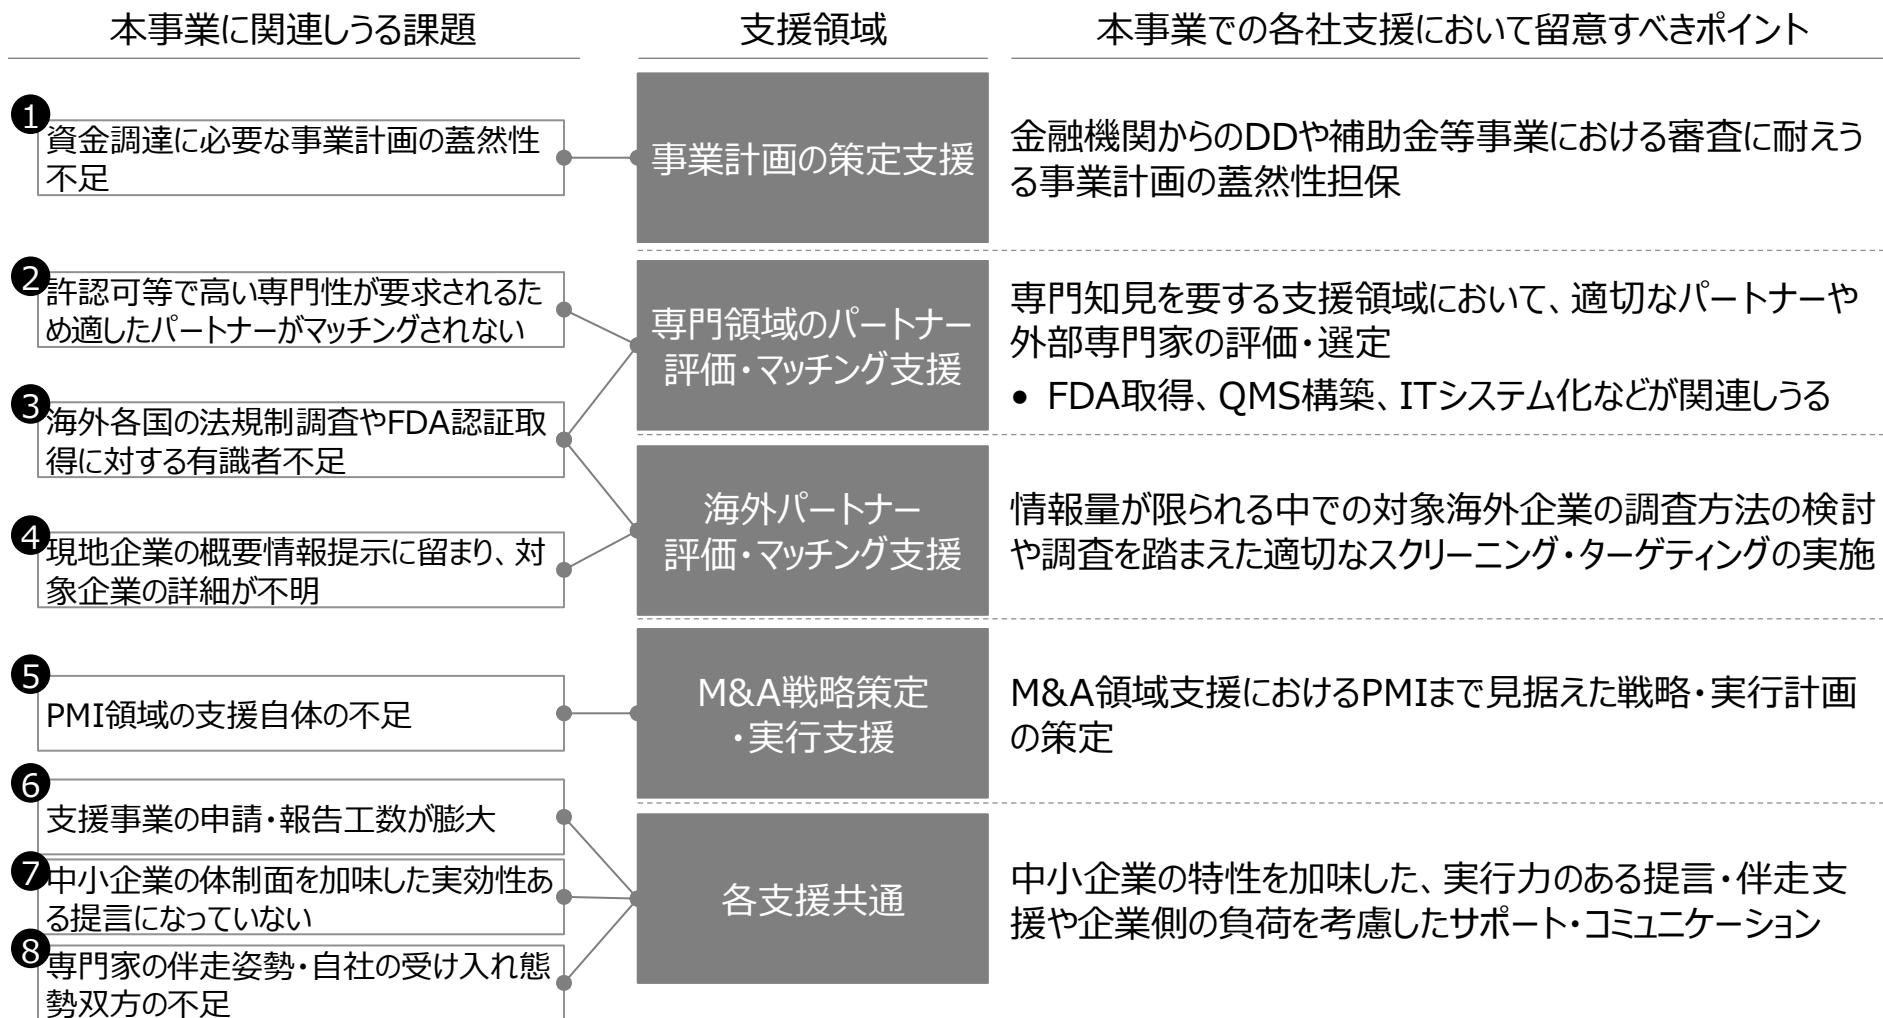 本事業に関連しうる課題
支援領域
本事業での各社支援において留意すべきポイント
1
資金調達に必要な事業計画の蓋然性
不足
事業計画の策定支援
金融機関からのDDや補助金等事業における審査に耐えう
る事業計画の蓋然性担保
2
許認可等で高い専門性が要求されるた
め適したパートナーがマッチングされない
専門領域のパートナー
評価・マッチング支援
専門知見を要する支援領域において、適切なパートナーや
外部専門家の評価・選定
• FDA取得、QMS構築、ITシステム化などが関連しうる
3
海外各国の法規制調査やFDA認証取
得に対する有識者不足
海外パートナー
評価・マッチング支援
情報量が限られる中での対象海外企業の調査方法の検討
や調査を踏まえた適切なスクリーニング・ターゲティングの実施
4
現地企業の概要情報提示に留まり、対
象企業の詳細が不明
5
PMI領域の支援自体の不足
M&A戦略策定
・実行支援
M&A領域支援におけるPMIまで見据えた戦略・実行計画
の策定
6
支援事業の申請・報告工数が膨大
7
中小企業の体制面を加味した実効性あ
る提言になっていない
各支援共通
中小企業の特性を加味した、実行力のある提言・伴走支
援や企業側の負荷を考慮したサポート・コミュニケーション
8
専門家の伴走姿勢・自社の受け入れ態
勢双方の不足